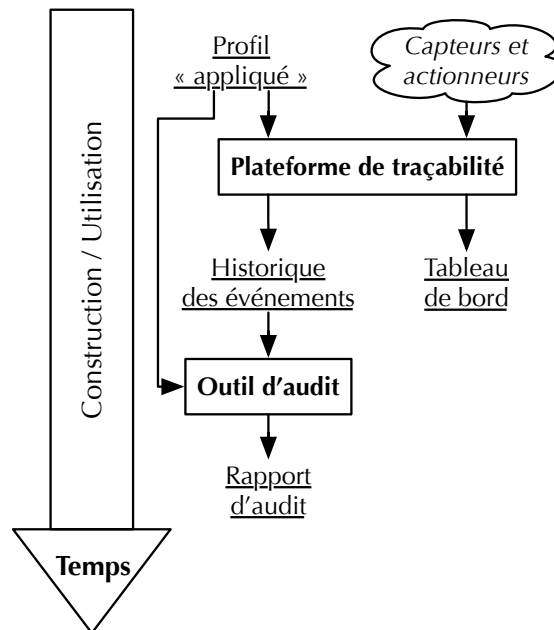 Profil
« appliqué »
Capteurs et
actionneurs
Plateforme de traçabilité
Construction / Utilisation
Historique
des événements
Tableau
de bord
Outil d'audit
Rapport
d'audit
Temps